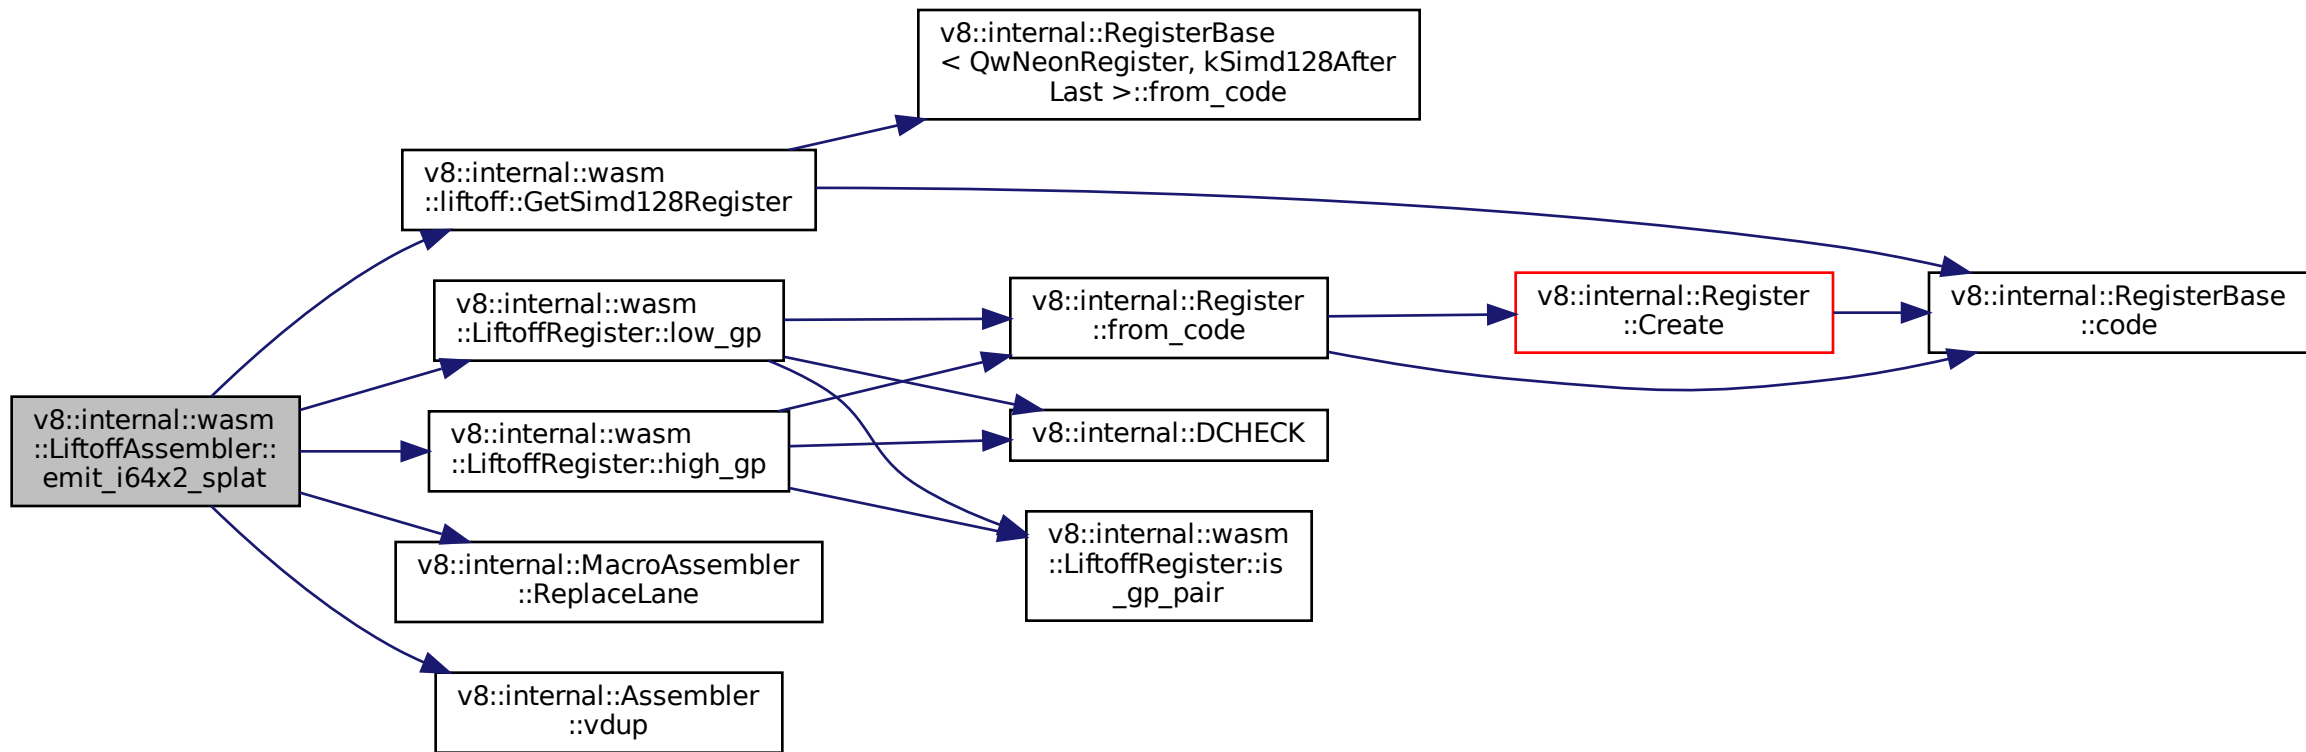 v8::internal::RegisterBase
< QwNeonRegister, kSimd128After
Last >::from_code
v8::internal::wasm
::liftoff::GetSimd128Register
v8::internal::wasm
::LiftoffRegister::low_gp
v8::internal::Register
::from_code
v8::internal::Register
::Create
v8::internal::RegisterBase
::code
v8::internal::wasm
::LiftoffAssembler::
emit_i64x2_splat
v8::internal::wasm
::LiftoffRegister::high_gp
v8::internal::DCHECK
v8::internal::wasm
::LiftoffRegister::is
_gp_pair
v8::internal::MacroAssembler
::ReplaceLane
v8::internal::Assembler
::vdup